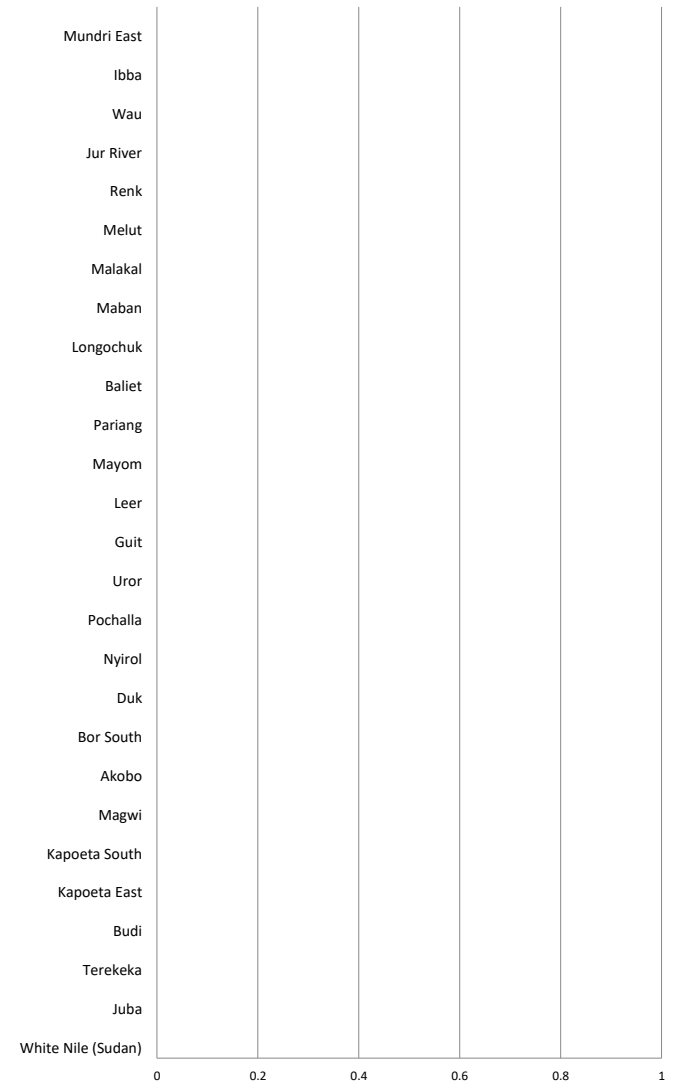 Mundri East
Ibba
Wau
Jur River
Renk
Melut
Malakal
Maban
Longochuk
Baliet
Pariang
Mayom
Leer
Guit
Uror
Pochalla
Nyirol
Duk
Bor South
Akobo
Magwi
Kapoeta South
Kapoeta East
Budi
Terekeka
Juba
White Nile (Sudan)
0 0.2 0.4 0.6 0.8 1